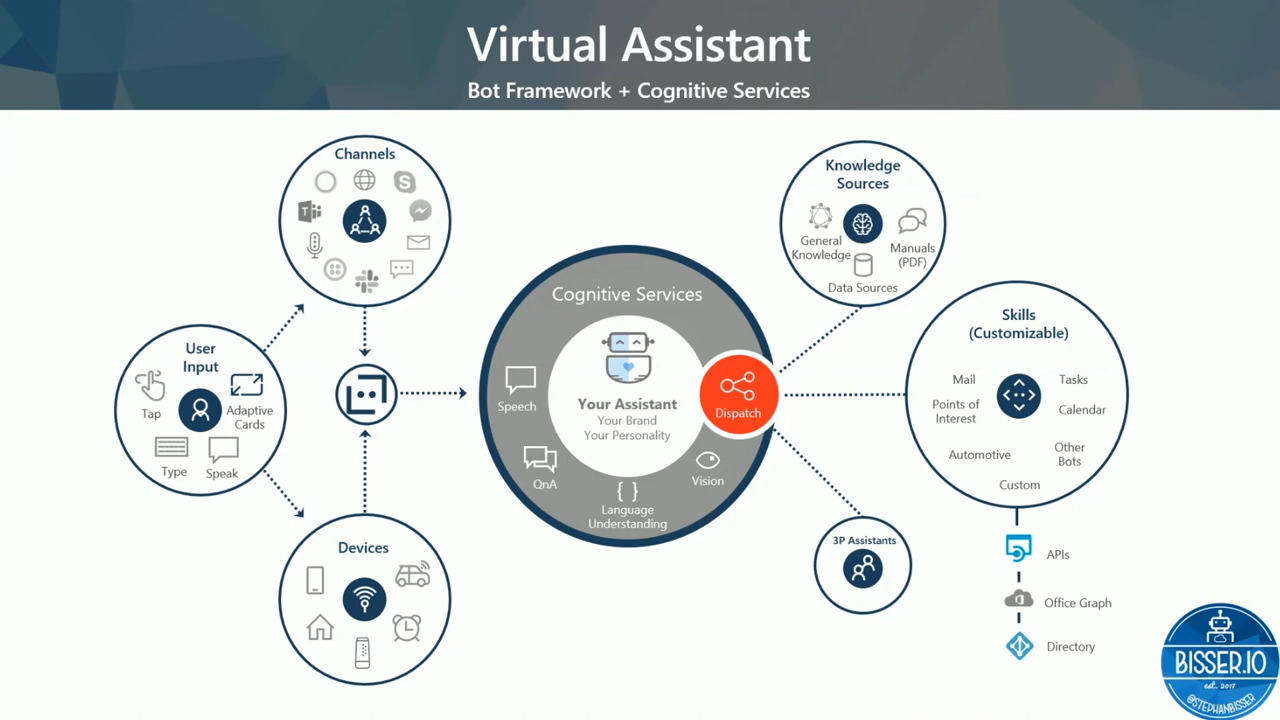 Virtual Assistant
Bot Framework + Cognitive Services
Channels
T
S
User
Input
Tap
Adaptive
Cards
Type
Speak
Devices
Cognitive Services
Speech
Your Assistant
Your Brand
Your Personality
QnA
{ }
Language
Understanding
Vision
Dispatch
Knowledge
Sources
General
Knowledge
Manuals
(PDF)
Data Sources
Skills
(Customizable)
Mail
Tasks
Points of
Interest
Calendar
Automotive
Other
Bots
Custom
3P Assistants
APIs
Office Graph
Directory
BISSER.IO
est. 2017
@STEPHANBISSER